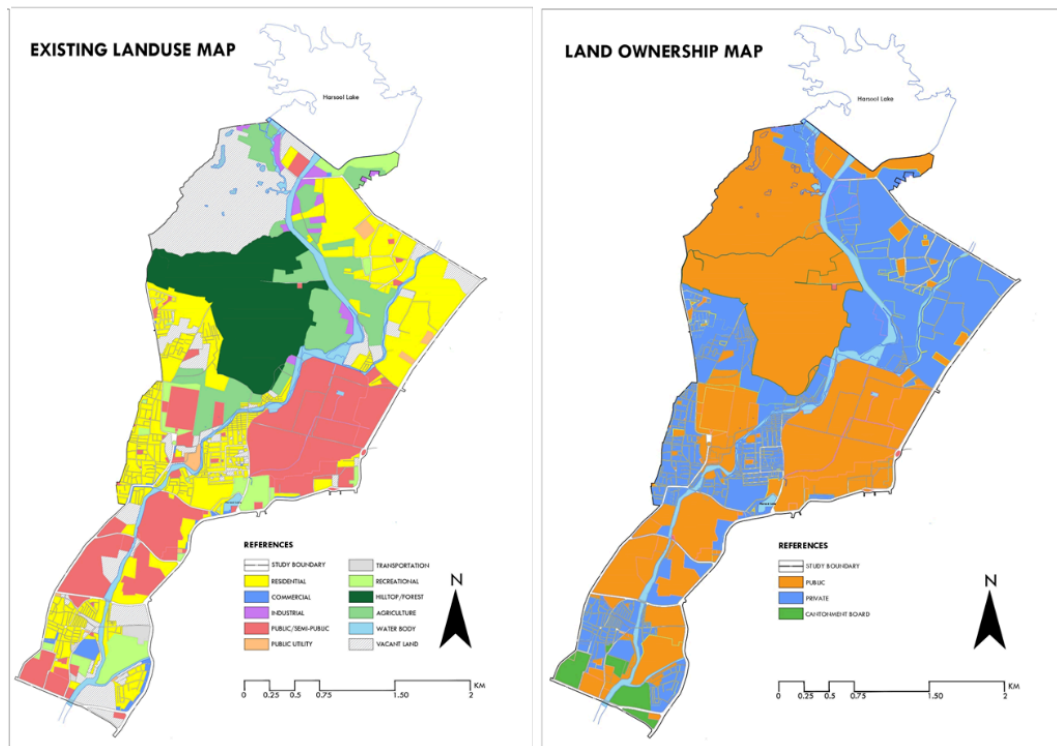 EXISTING LANDUSE MAP
Harsool Lake
REFERENCES
STUDY BOUNDARY
RESIDENTIAL
COMMERCIAL
INDUSTRIAL
PUBLIC/SEMI-PUBLIC
PUBLIC UTILITY
TRANSPORTATION
RECREATIONAL
HILLTOP/FOREST
AGRICULTURE
WATER BODY
VACANT LAND
N
KM
0 0.25 0.5 0.75 1.50 2
LAND OWNERSHIP MAP
Harsool Lake
REFERENCES
STUDY BOUNDARY
PUBLIC
PRIVATE
CANTONMENT BOARD
N
KM
0 0.25 0.5 0.75 1.50 2